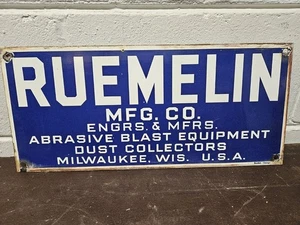 RUEMELIN
MFG. CO.
ENGRS. & MFRS.
ABRASIVE BLAST EQUIPMENT
DUST COLLECTORS
MILWAUKEE, WIS. U.S.A.